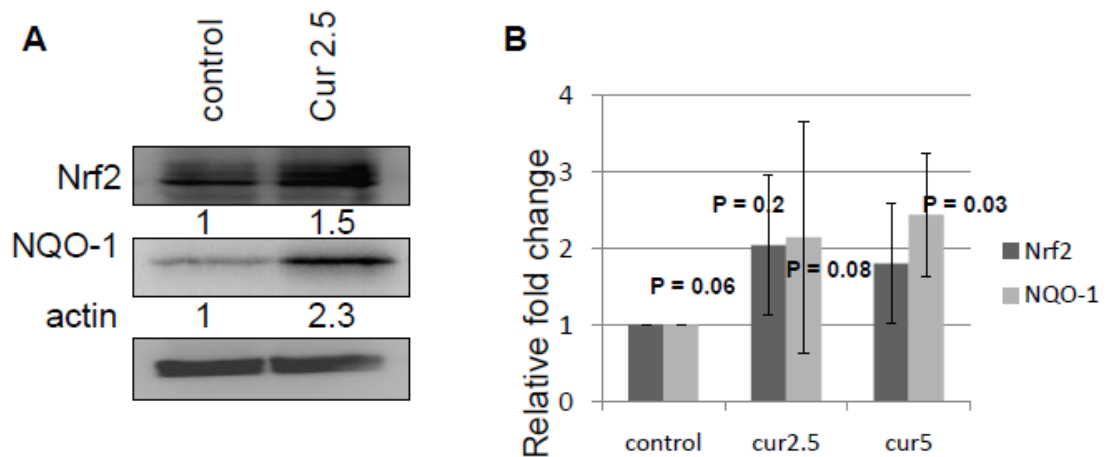 A
control
Cur 2.5
Nrf2
1 1.5
NQO-1
actin
1 2.3
B
Relative fold change
4
3
2
1
0
P = 0.2
P = 0.03
P = 0.08
P = 0.06
control cur2.5 cur5
Nrf2
NQO-1